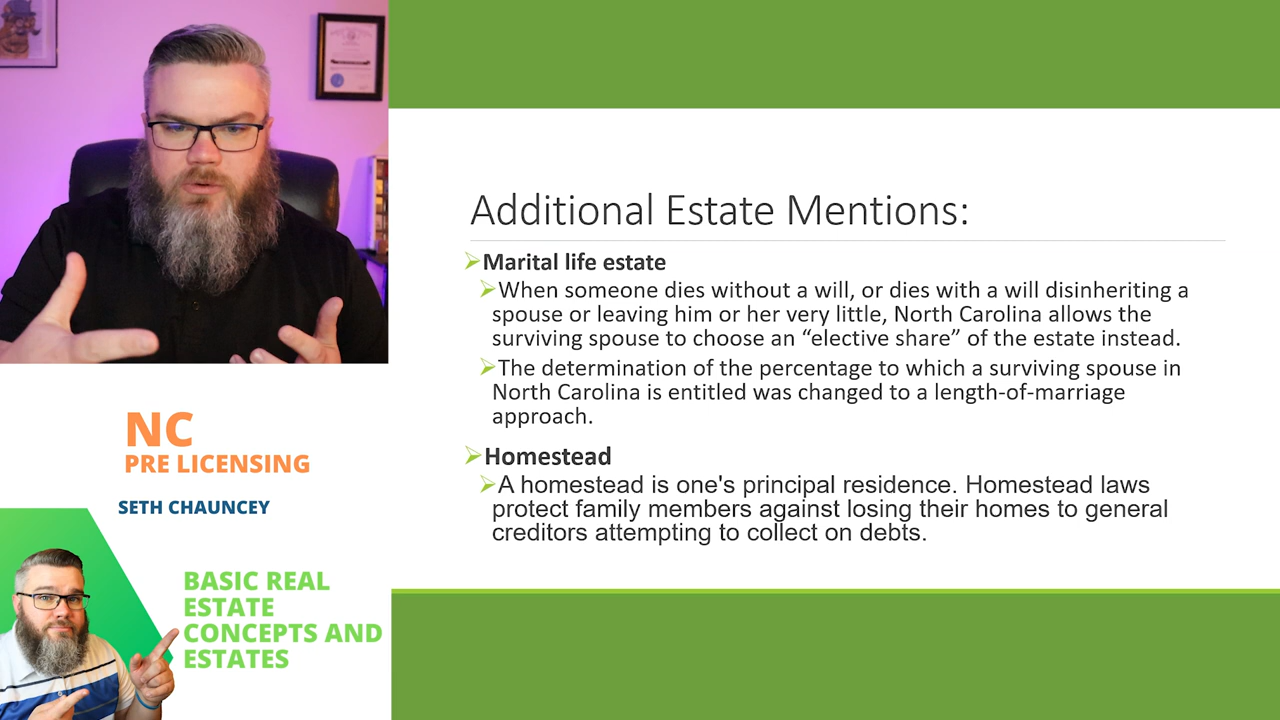 NC
PRE LICENSING
SETH CHAUNCEY
BASIC REAL
ESTATE
CONCEPTS AND
ESTATES
Additional Estate Mentions:
Marital life estate
When someone dies without a will, or dies with a will disinheriting a
spouse or leaving him or her very little, North Carolina allows the
surviving spouse to choose an “elective share” of the estate instead.
The determination of the percentage to which a surviving spouse in
North Carolina is entitled was changed to a length-of-marriage
approach.
Homestead
A homestead is one's principal residence. Homestead laws
protect family members against losing their homes to general
creditors attempting to collect on debts.